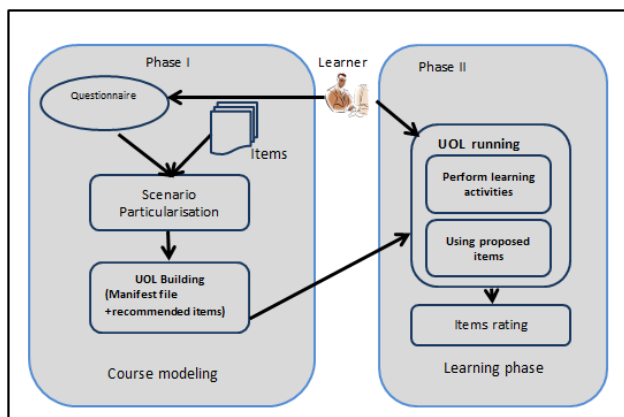 Phase I
Learner
Phase II
Questionnaire
Items
Scenario
Particularisation
UOL Building
(Manifest file
+recommended items)
Course modeling
UOL running
Perform learning
activities
Using proposed
items
Items rating
Learning phase